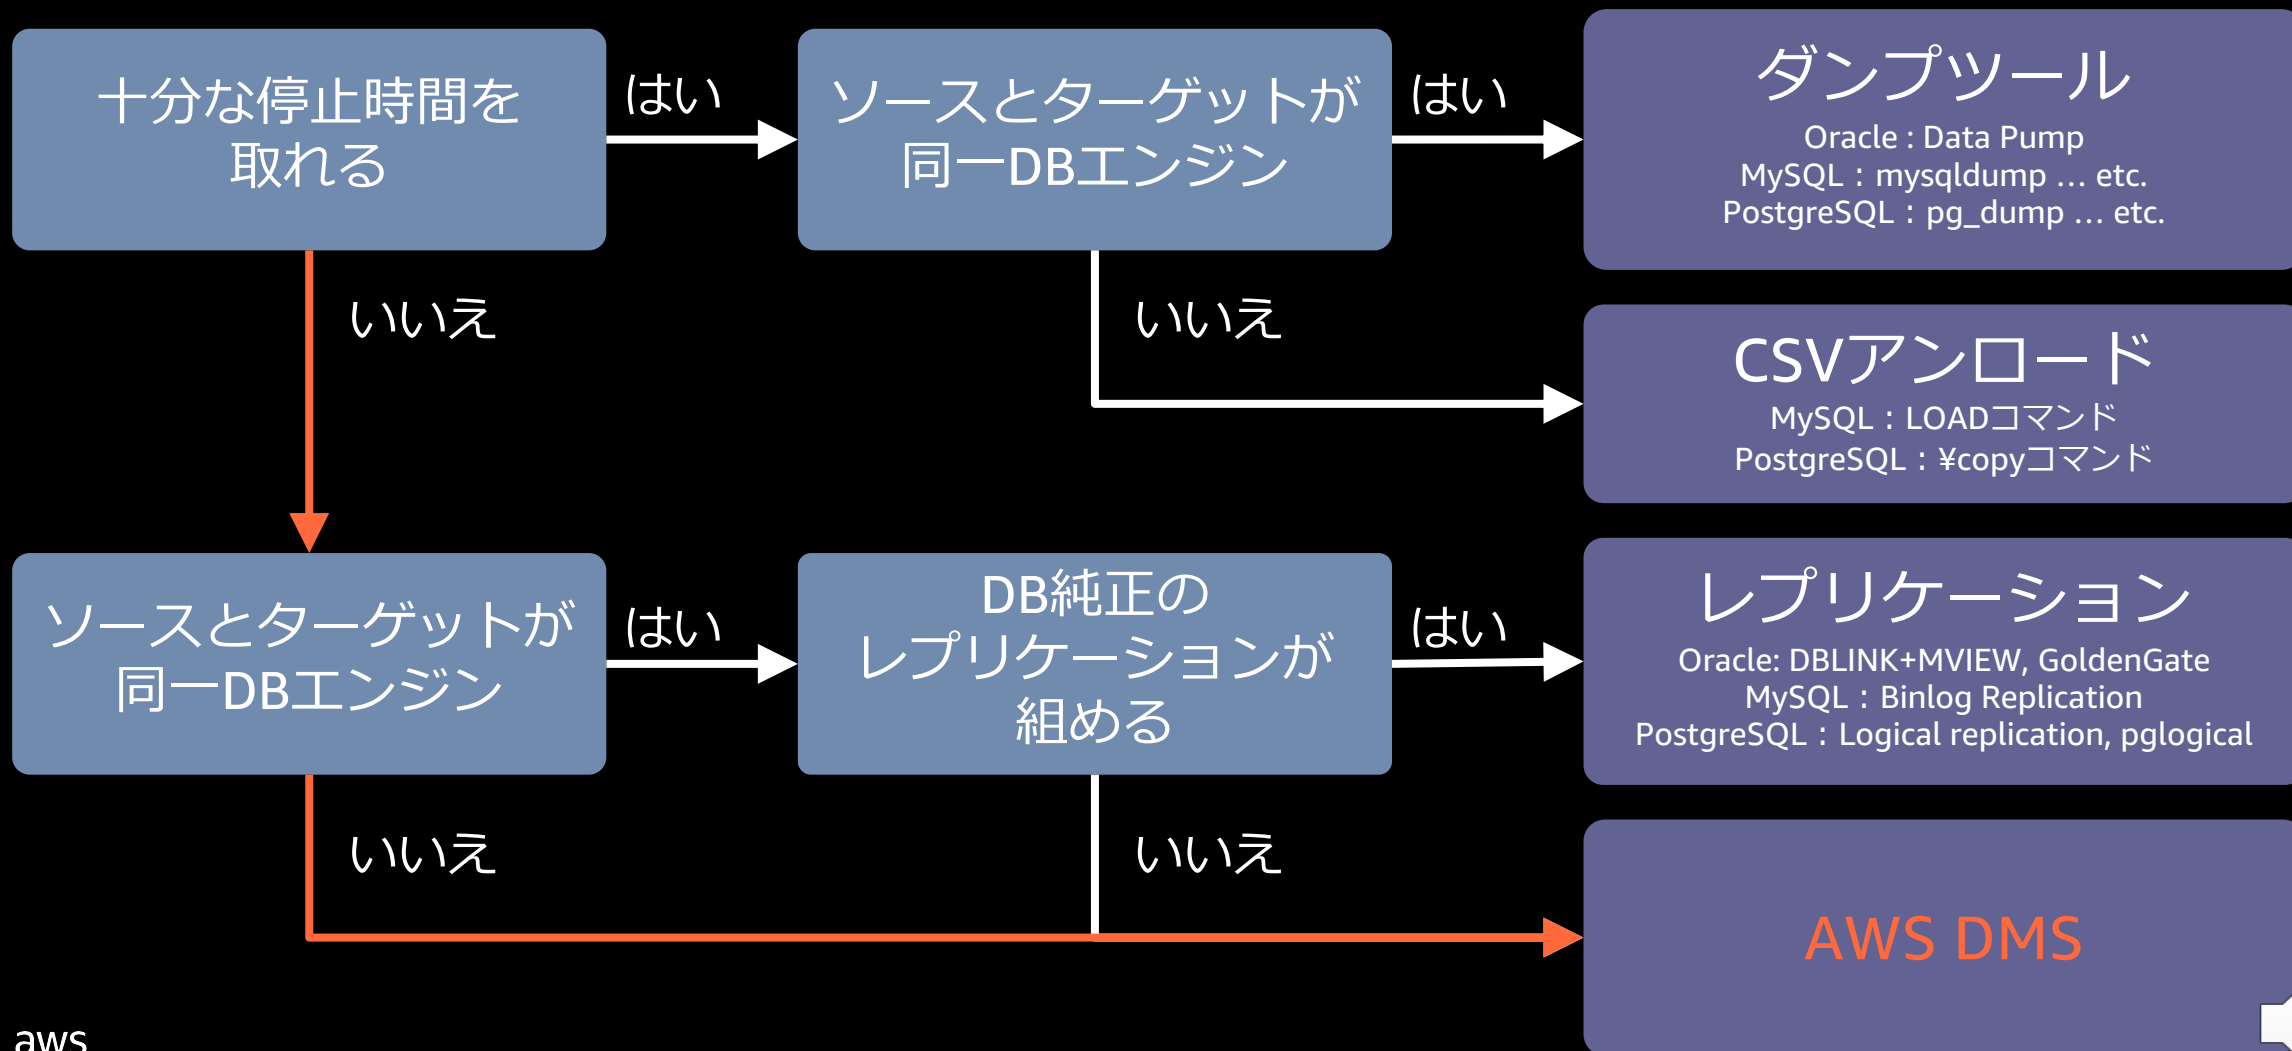 十分な停止時間を
取れる
はい
ソースとターゲットが
同一DBエンジン
はい
ダンプツール
Oracle : Data Pump
MySQL：mysqldump … etc.
PostgreSQL：pg_dump … etc.
いいえ
いいえ
CSVアンロード
MySQL：LOADコマンド
PostgreSQL：¥copyコマンド
ソースとターゲットが
同一DBエンジン
はい
DB純正の
レプリケーションが
組める
はい
レプリケーション
Oracle: DBLINK+MVIEW, GoldenGate
MySQL：Binlog Replication
PostgreSQL：Logical replication, pglogical
いいえ
いいえ
AWS DMS
aws